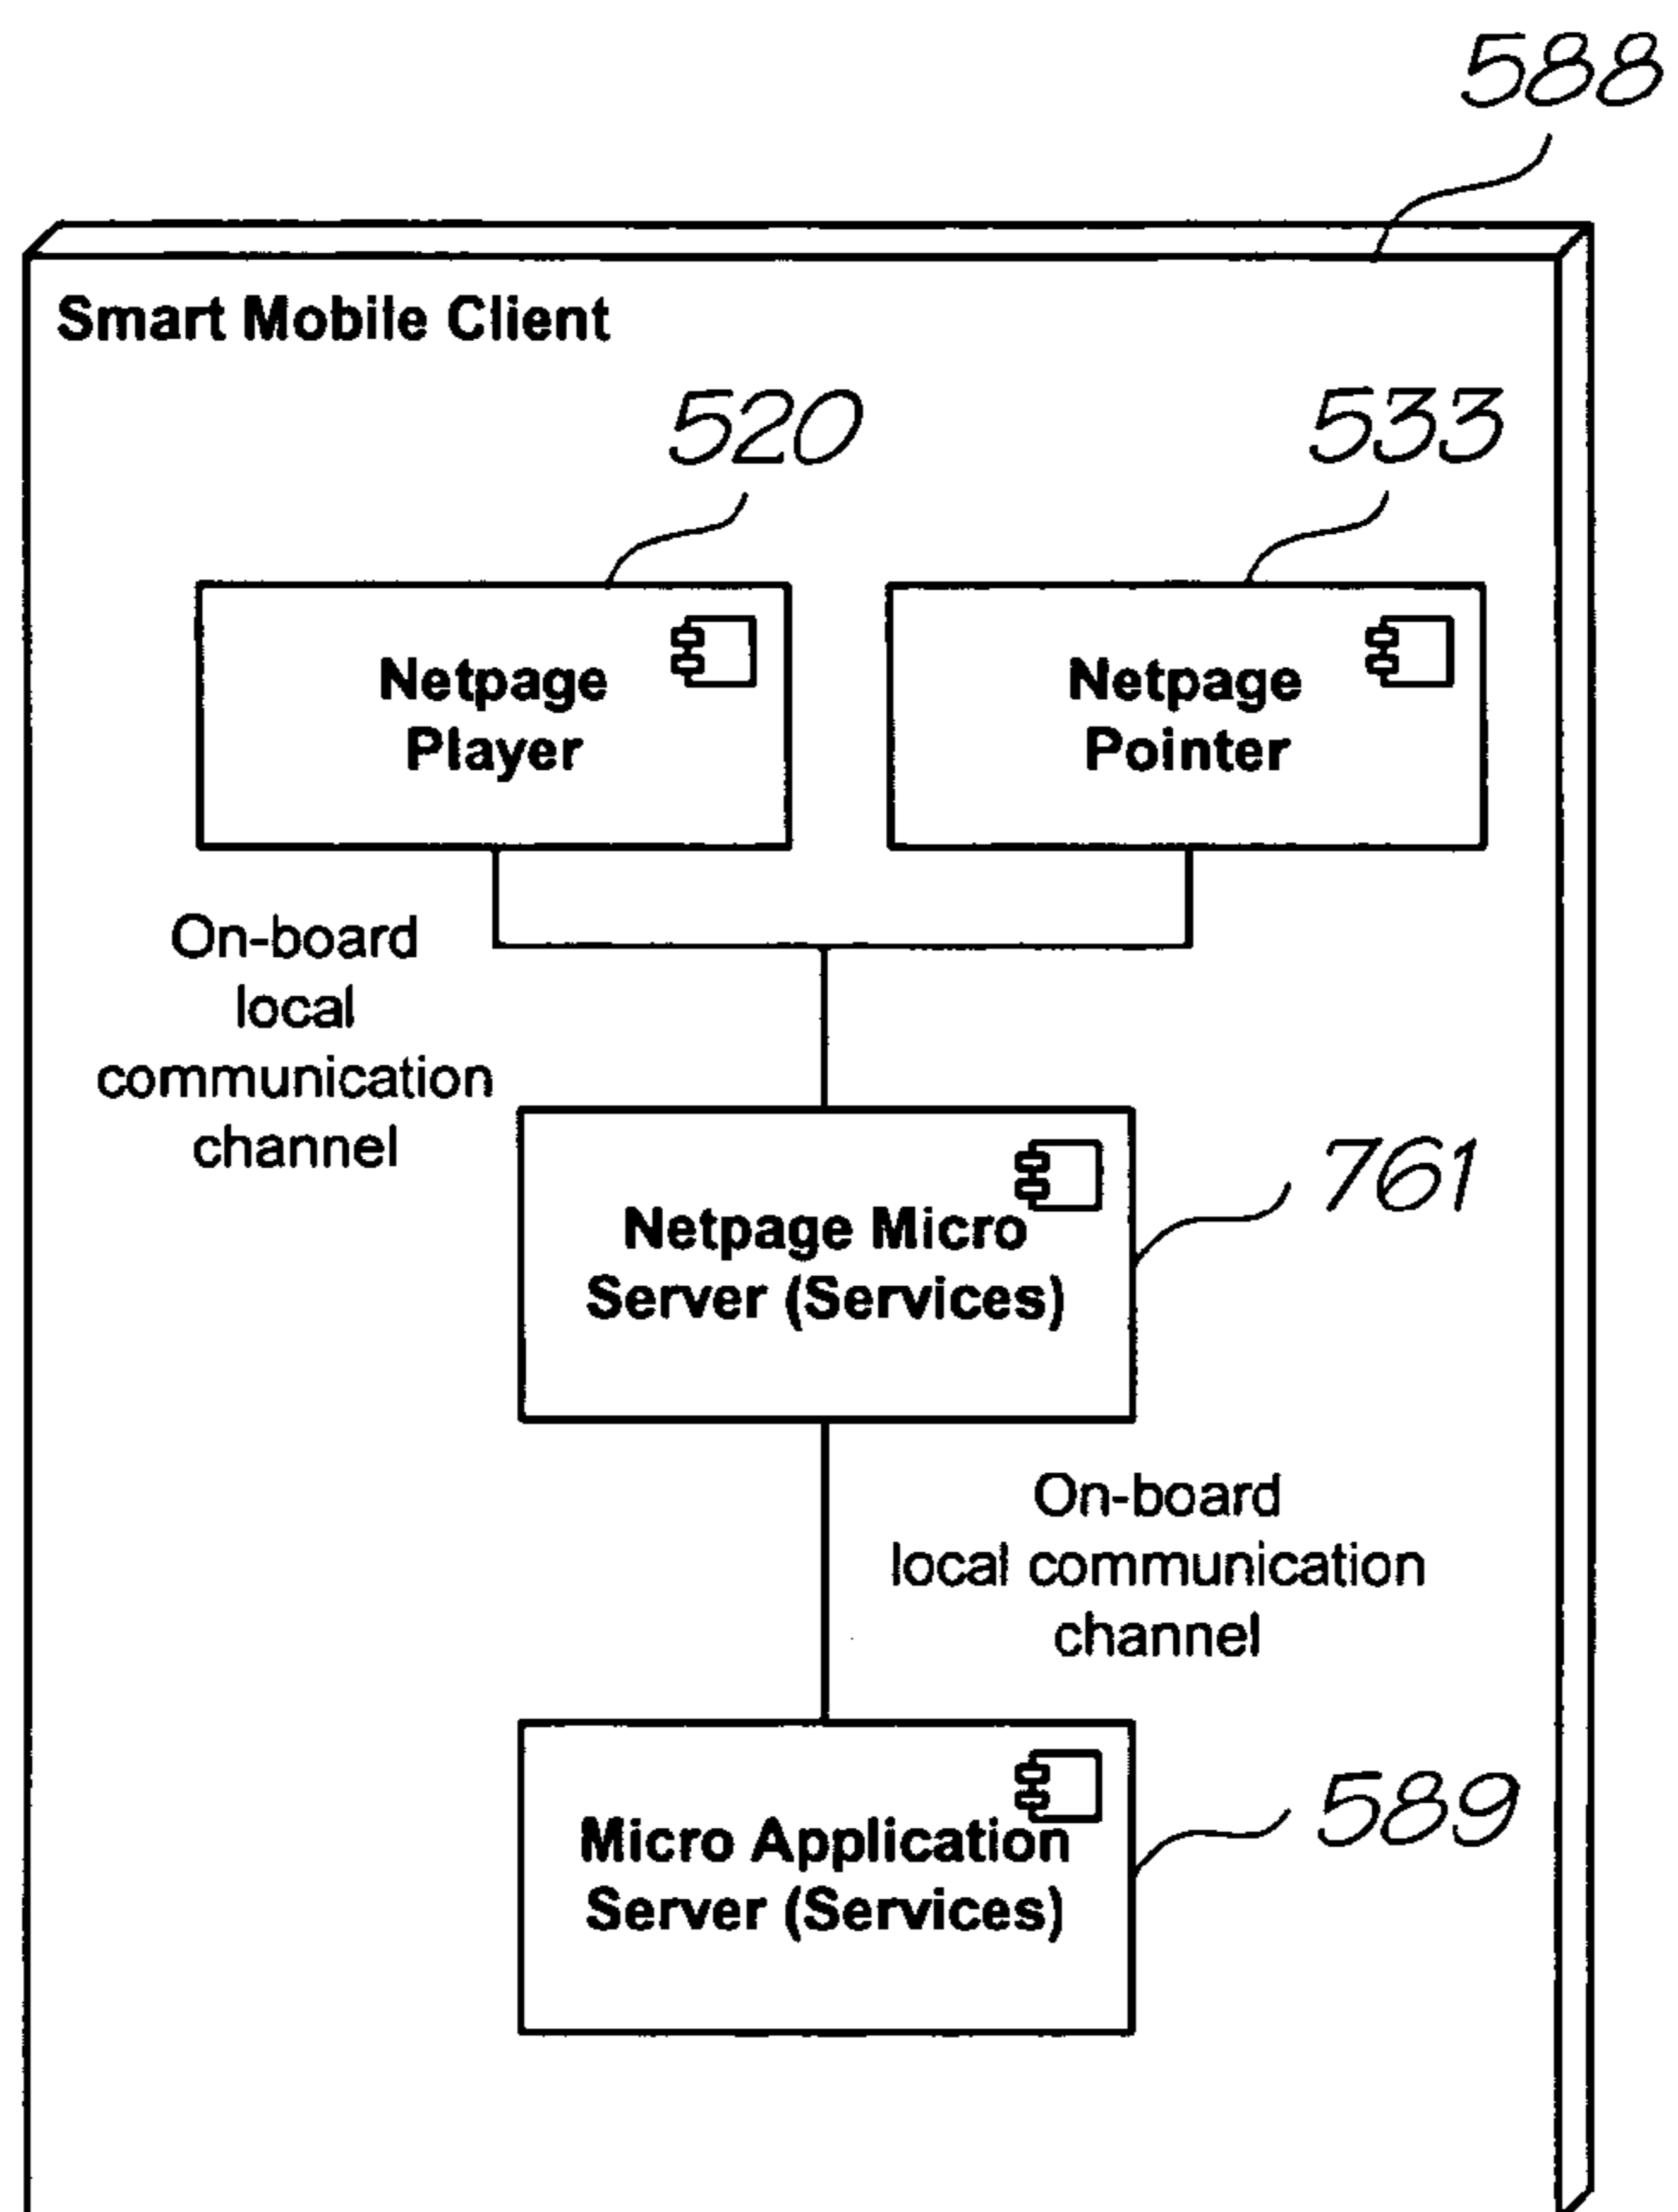 588
Smart Mobile Client
520
533
Netpage
Player
Netpage
Pointer
On-board
local
communication
channel
Netpage Micro
Server (Services)
761
On-board
local communication
channel
Micro Application
Server (Services)
589